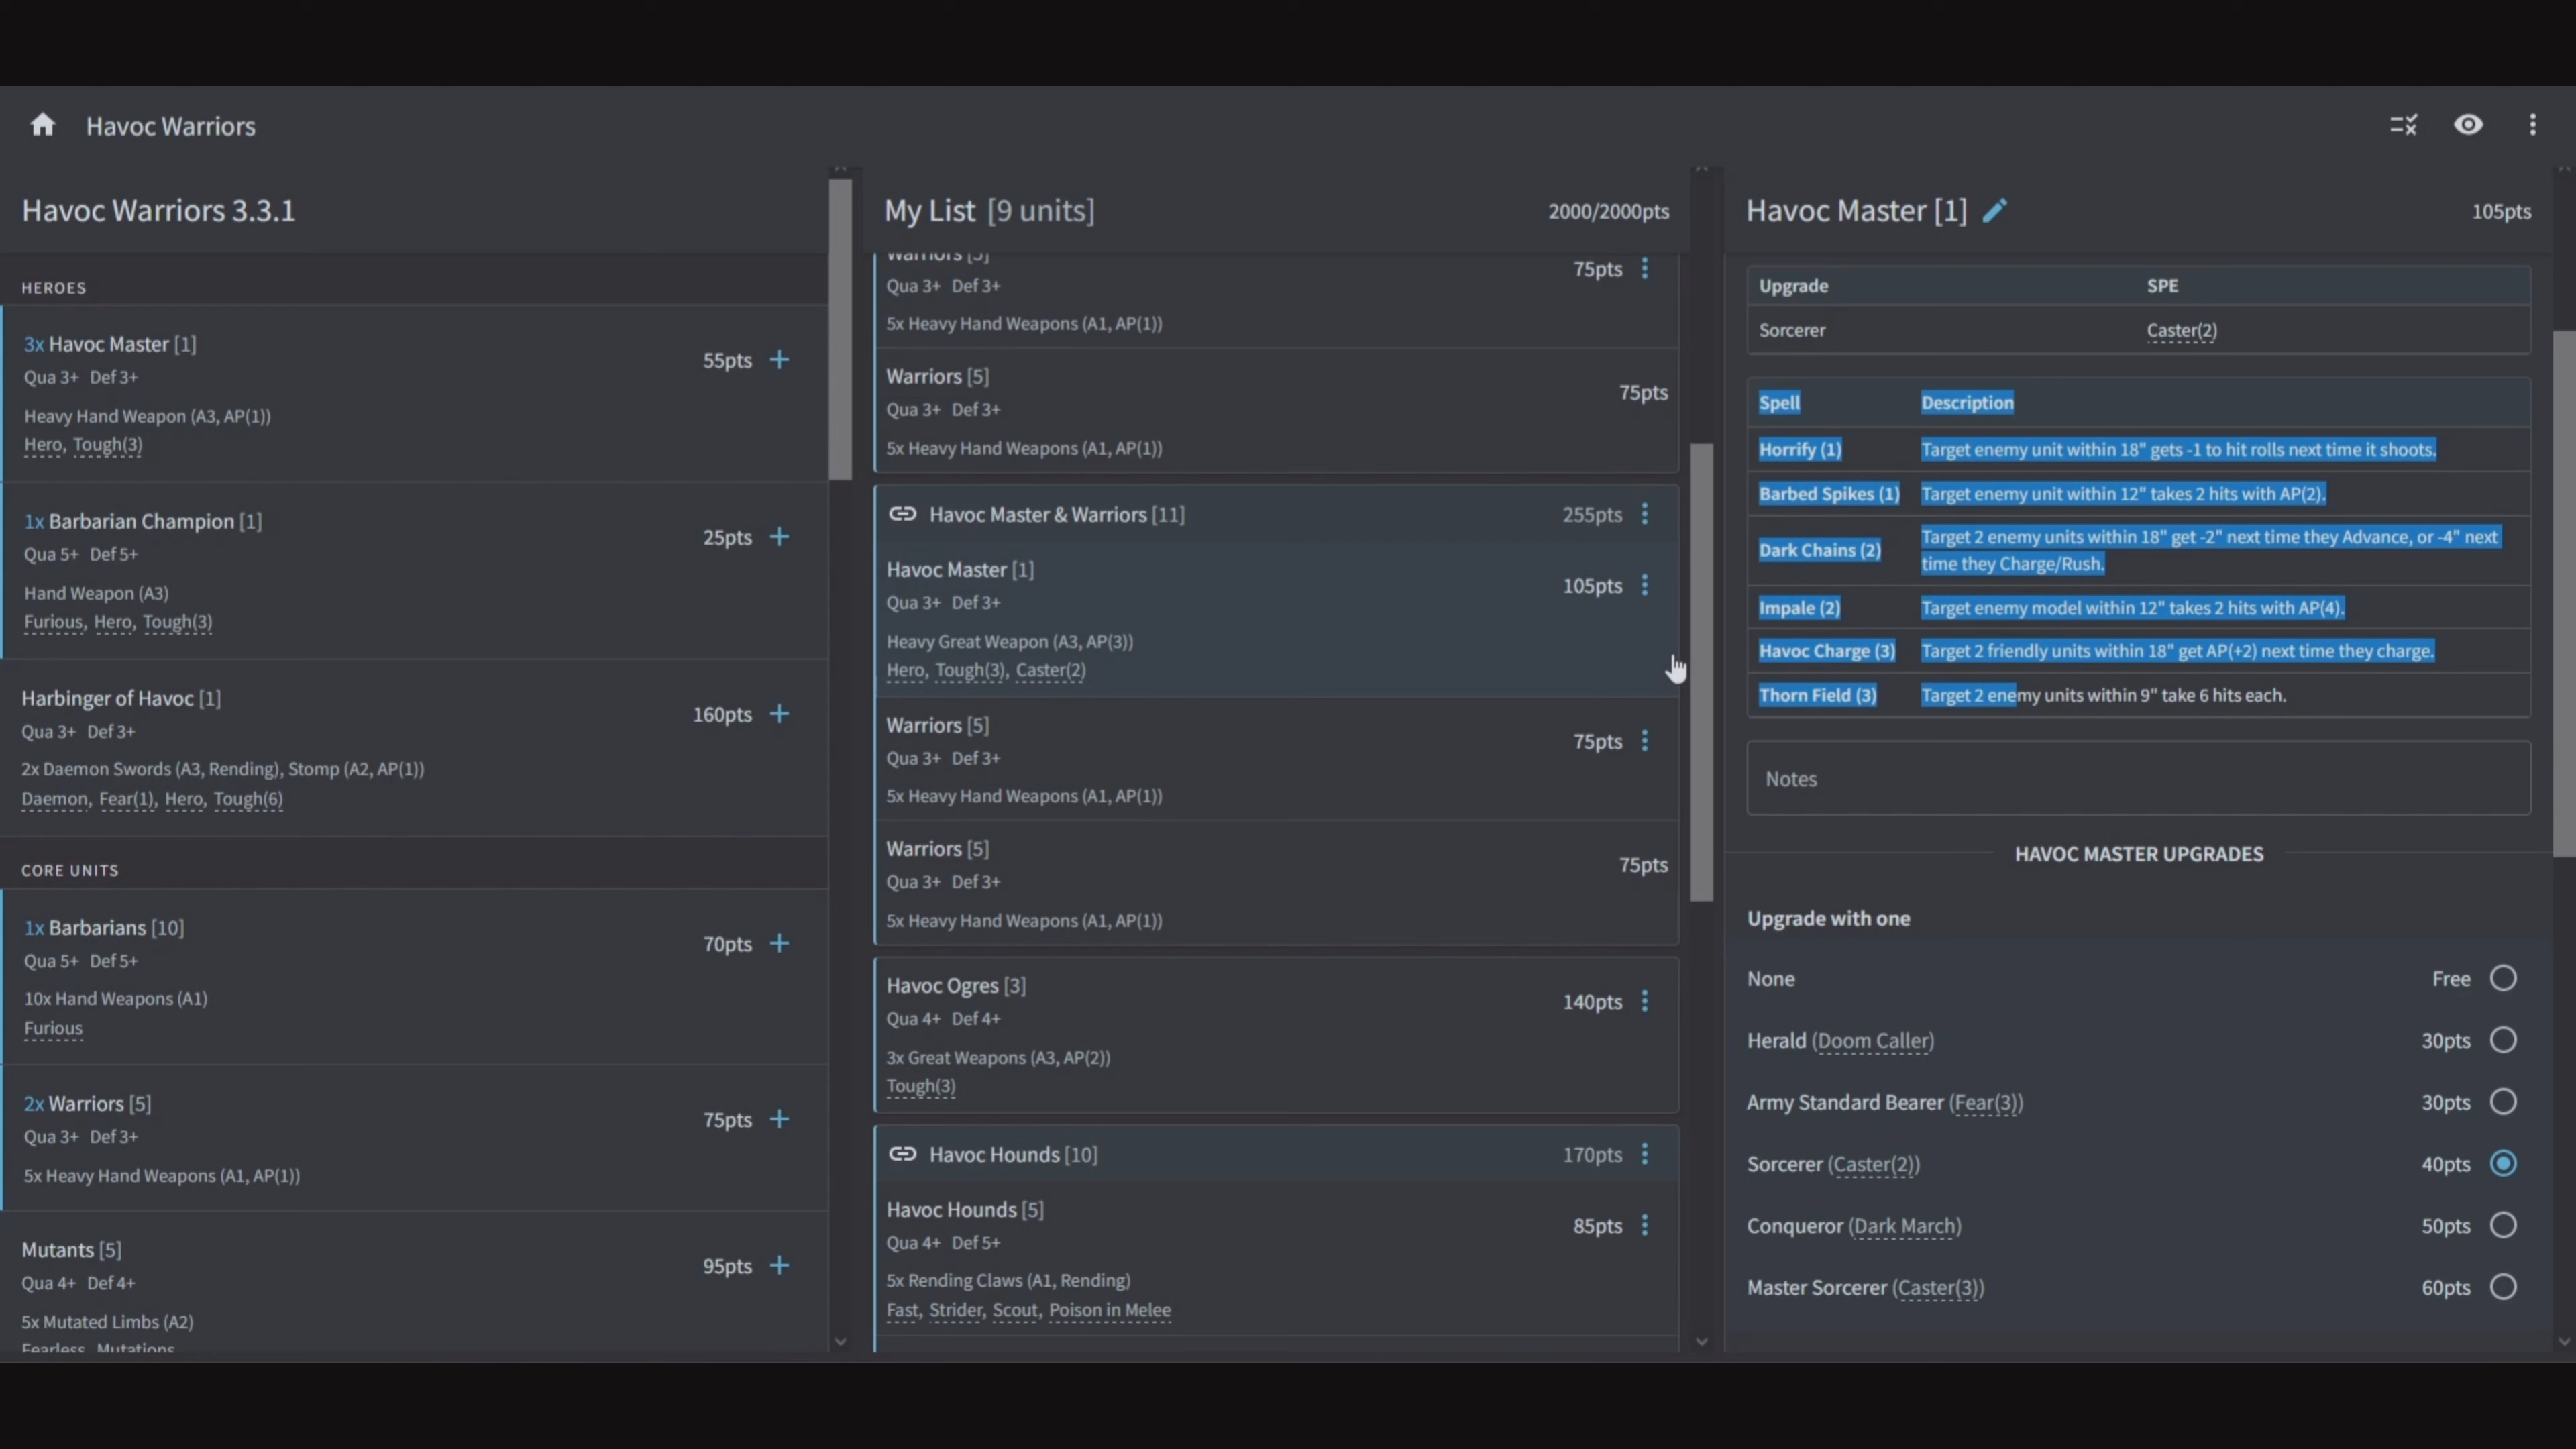 Havoc Warriors
Havoc Warriors 3.3.1
HEROES
3x Havoc Master [1]
55pts
Qua 3+ Def 3+
Heavy Hand Weapon (A3, AP(1))
Hero, Tough(3)
1x Barbarian Champion [1]
25pts
Qua 5+ Def 5+
Hand Weapon (A3)
Furious, Hero, Tough(3)
Harbinger of Havoc [1]
160pts
Qua 3+ Def 3+
2x Daemon Swords (A3, Rending), Stomp (A2, AP(1))
Daemon, Fear(1), Hero, Tough(6)
CORE UNITS
1x Barbarians [10]
70pts
Qua 5+ Def 5+
10x Hand Weapons (A1)
Furious
2x Warriors [5]
75pts
Qua 3+ Def 3+
5x Heavy Hand Weapons (A1, AP(1))
Mutants [5]
95pts
Qua 4+ Def 4+
5x Mutated Limbs (A2)
Fearless, Mutations
My List [9 units]
2000/2000pts
Warriors [5]
75pts
Qua 3+ Def 3+
5x Heavy Hand Weapons (A1, AP(1))
Warriors [5]
75pts
Qua 3+ Def 3+
5x Heavy Hand Weapons (A1, AP(1))
Havoc Master & Warriors [11]
255pts
Havoc Master [1]
105pts
Qua 3+ Def 3+
Heavy Great Weapon (A3, AP(3))
Hero, Tough(3), Caster(2)
Warriors [5]
75pts
Qua 3+ Def 3+
5x Heavy Hand Weapons (A1, AP(1))
Warriors [5]
75pts
Qua 3+ Def 3+
5x Heavy Hand Weapons (A1, AP(1))
Havoc Ogres [3]
140pts
Qua 4+ Def 4+
3x Great Weapons (A3, AP(2))
Tough(3)
Havoc Hounds [10]
170pts
Havoc Hounds [5]
85pts
Qua 4+ Def 5+
5x Rending Claws (A1, Rending)
Fast, Strider, Scout, Poison in Melee
Havoc Master [1]
105pts
Upgrade SPE
Sorcerer Caster(2)
Spell Description
Horrify (1) Target enemy unit within 18" gets -1 to hit rolls next time it shoots.
Barbed Spikes (1) Target enemy unit within 12" takes 2 hits with AP(2).
Dark Chains (2) Target 2 enemy units within 18" get -2" next time they Advance, or -4" next
time they Charge/Rush.
Impale (2) Target enemy model within 12" takes 2 hits with AP(4).
Havoc Charge (3) Target 2 friendly units within 18" get AP(+2) next time they charge.
Thorn Field (3) Target 2 enemy units within 9" take 6 hits each.
Notes
HAVOC MASTER UPGRADES
Upgrade with one
None Free
Herald (Doom Caller) 30pts
Army Standard Bearer (Fear(3)) 30pts
Sorcerer (Caster(2)) 40pts
Conqueror (Dark March) 50pts
Master Sorcerer (Caster(3)) 60pts